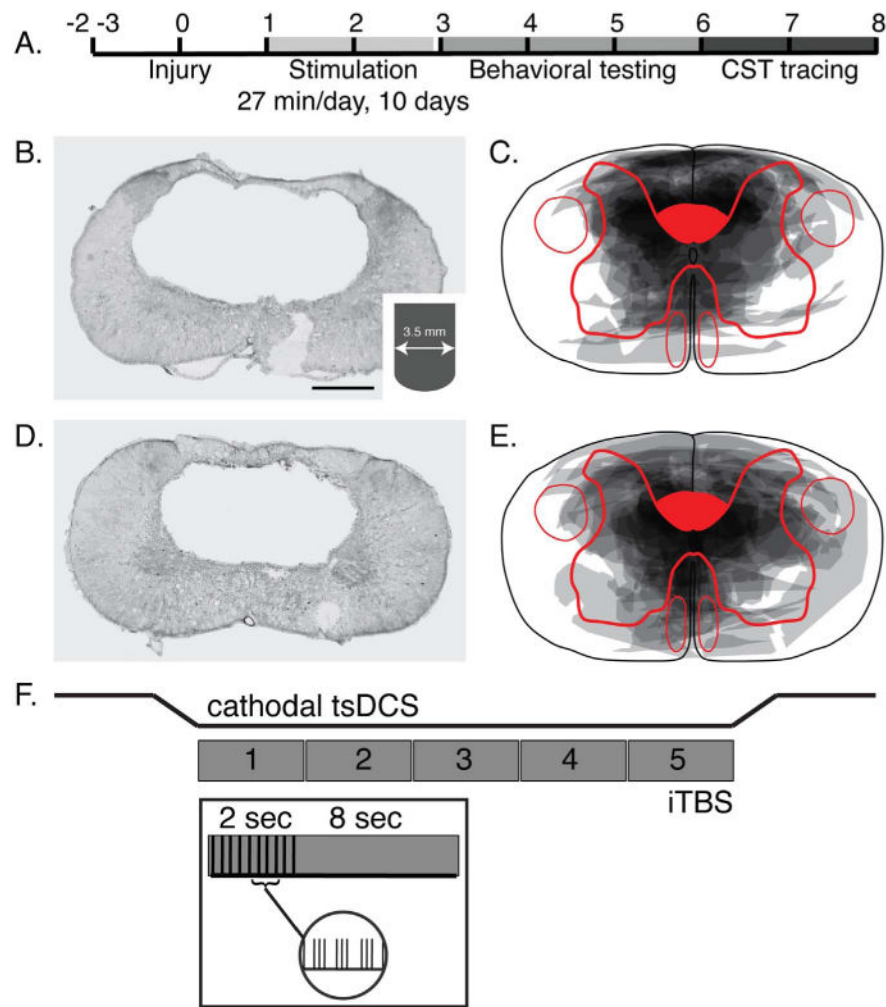 A.
-2 -3 0 1 2 3 4 5 6 7 8
Injury Stimulation Behavioral testing CST tracing
27 min/day, 10 days
B.
C.
3.5 mm
D.
E.
F.
cathodal tsDCS
1 2 3 4 5
iTBS
2 sec 8 sec